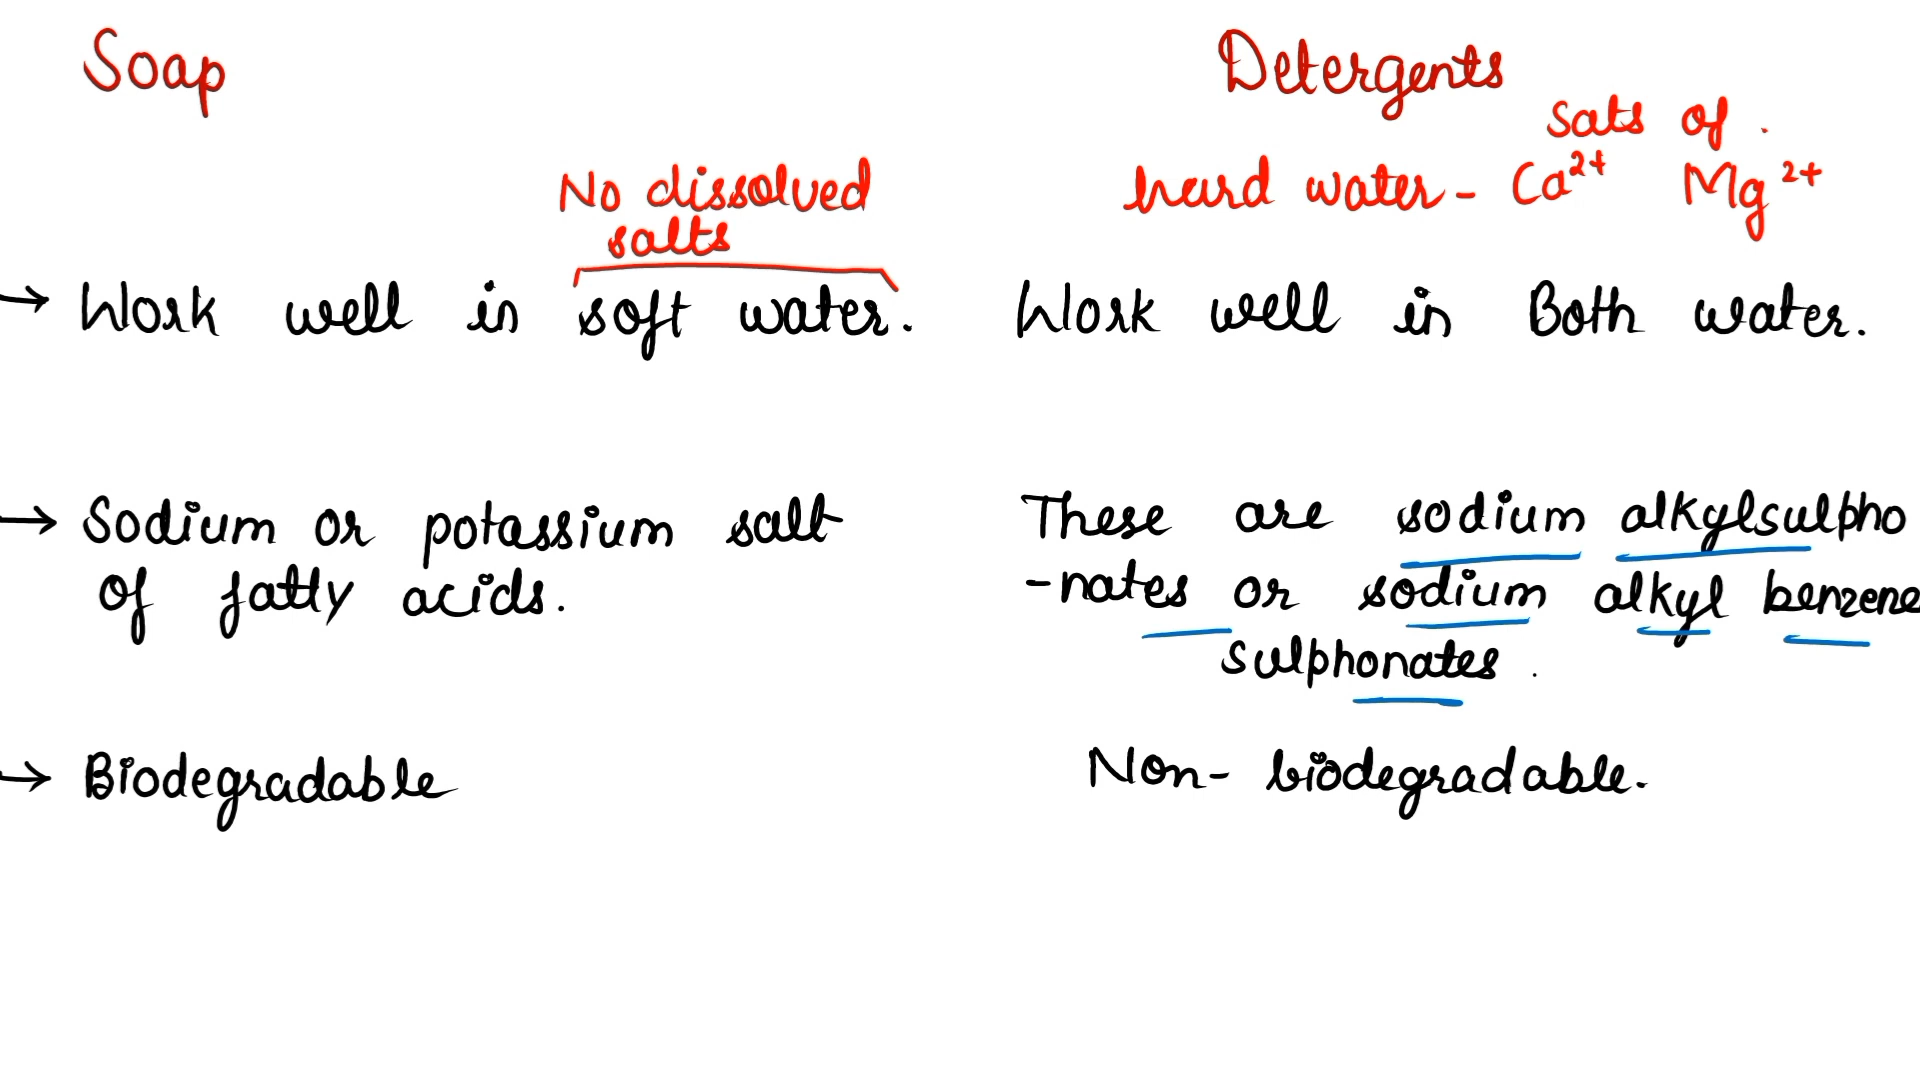 Soap
Detergents
sats of.
No dissolved
salts
hard water - Ca²⁺ Mg²⁺
→ Work well in soft water.
Work well in Both water.
→ Sodium or potassium salt
of fatty acids.
These are sodium alkylsulpho
-nates or sodium alkyl benzene
sulphonates.
→ Biodegradable
Non-biodegradable.